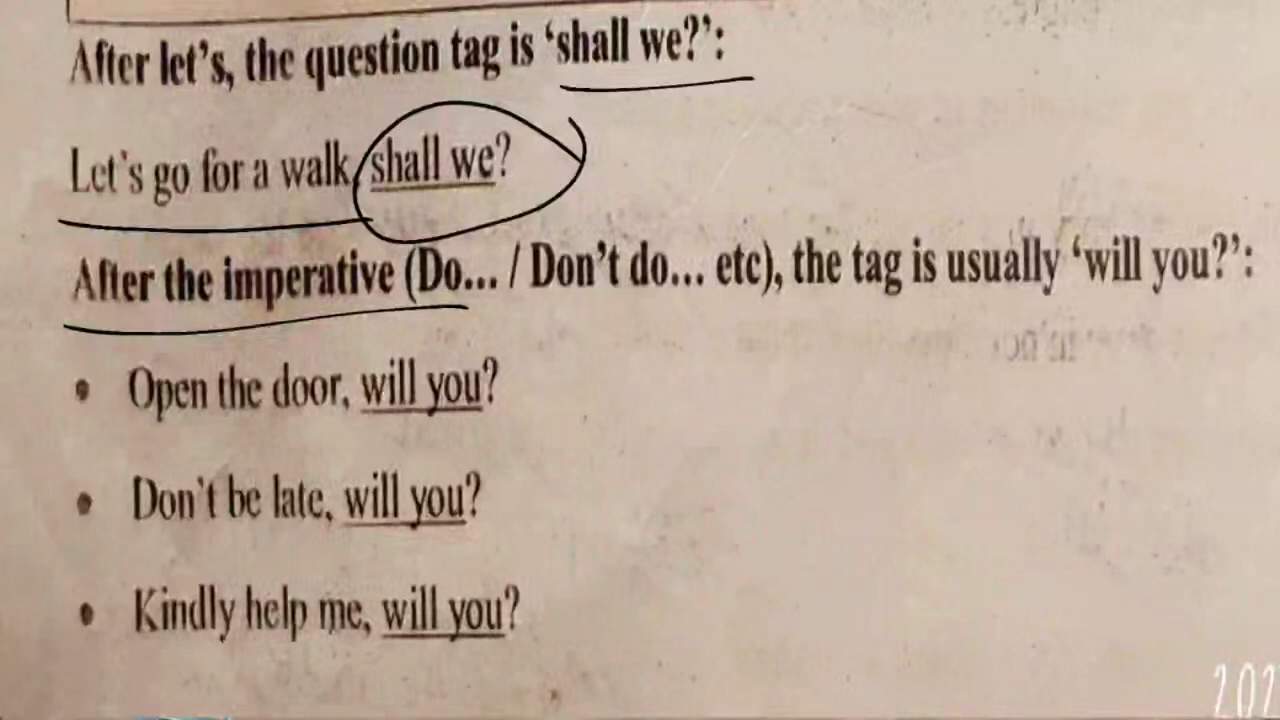 After let's, the question tag is ‘shall we?’:
Let's go for a walk, shall we?
After the imperative (Do... / Don't do... etc), the tag is usually ‘will you?’:
• Open the door, will you?
• Don't be late, will you?
• Kindly help me, will you?
202